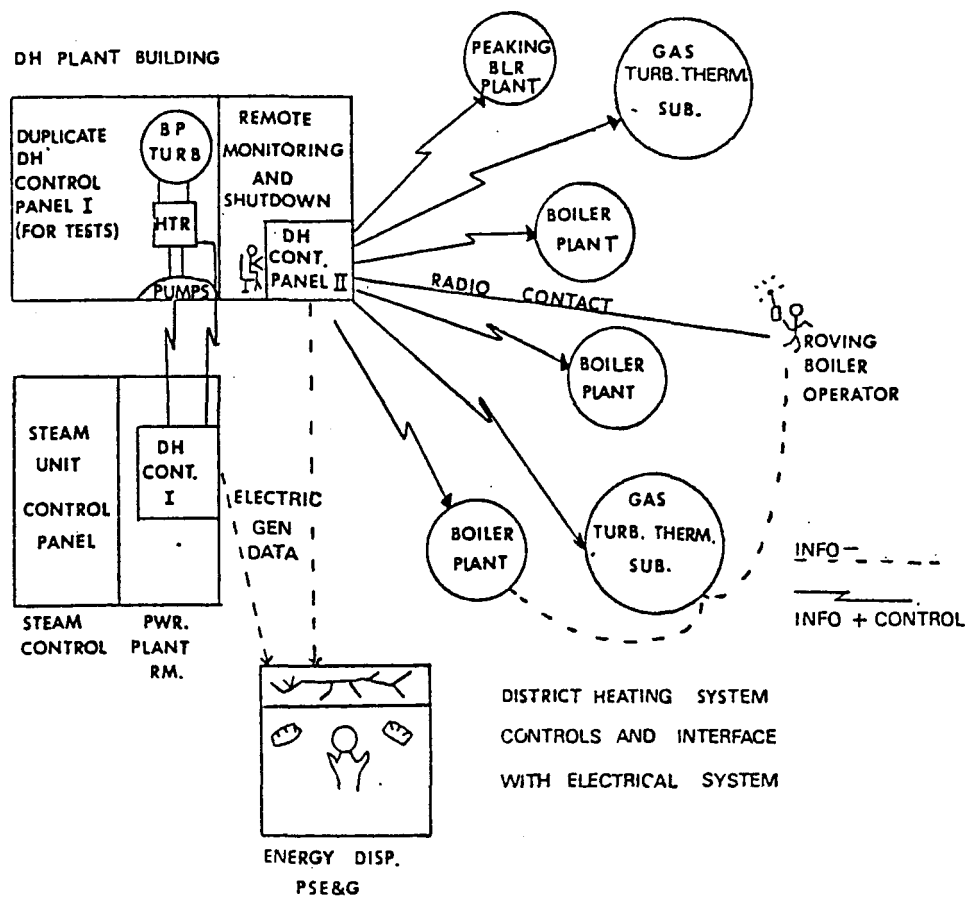 DH PLANT BUILDING
DUPLICATE
DH
CONTROL
PANEL I
(FOR TESTS)
BP
TURB
HTR
PUMPS
REMOTE
MONITORING
AND
SHUTDOWN
DH
CONT.
PANEL II
PEAKING
BLR
PLANT
GAS
TURB. THERM.
SUB.
BOILER
PLANT
RADIO CONTACT
ROVING
BOILER
OPERATOR
BOILER
PLANT
STEAM
UNIT
CONTROL
PANEL
DH
CONT.
I
ELECTRIC
GEN
DATA
BOILER
PLANT
GAS
TURB. THERM.
SUB.
INFO
INFO + CONTROL
STEAM
CONTROL
PWR.
PLANT
RM.
DISTRICT HEATING SYSTEM
CONTROLS AND INTERFACE
WITH ELECTRICAL SYSTEM
ENERGY DISP.
PSE&G